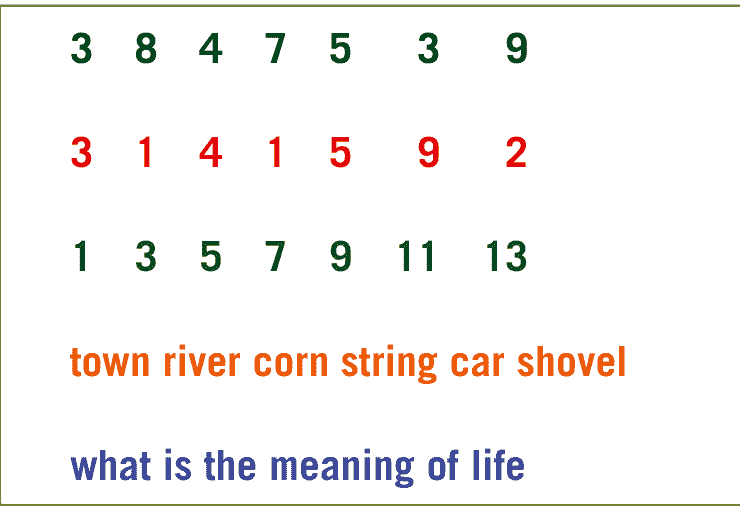 3 8 4 7 5 3 9
3 1 4 1 5 9 2
1 3 5 7 9 11 13
town river corn string car shovel
what is the meaning of life